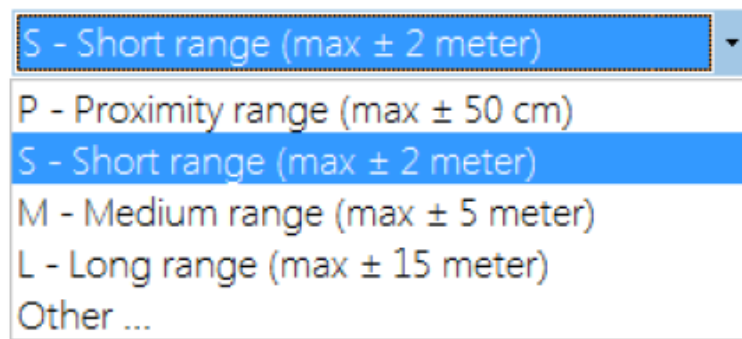 S - Short range (max ± 2 meter)
P - Proximity range (max ± 50 cm)
S - Short range (max ± 2 meter)
M - Medium range (max ± 5 meter)
L - Long range (max ± 15 meter)
Other ...